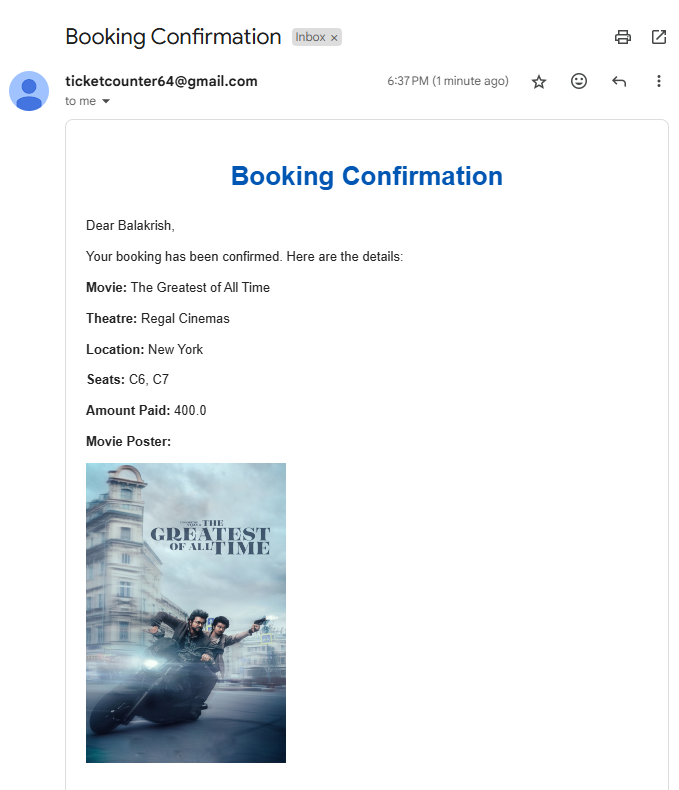 Booking Confirmation Inbox ×
ticketcounter64@gmail.com 6:37 PM (1 minute ago)
to me
Booking Confirmation
Dear Balakrish,
Your booking has been confirmed. Here are the details:
Movie: The Greatest of All Time
Theatre: Regal Cinemas
Location: New York
Seats: C6, C7
Amount Paid: 400.0
Movie Poster:
THE
GREATEST
OF ALL TIME